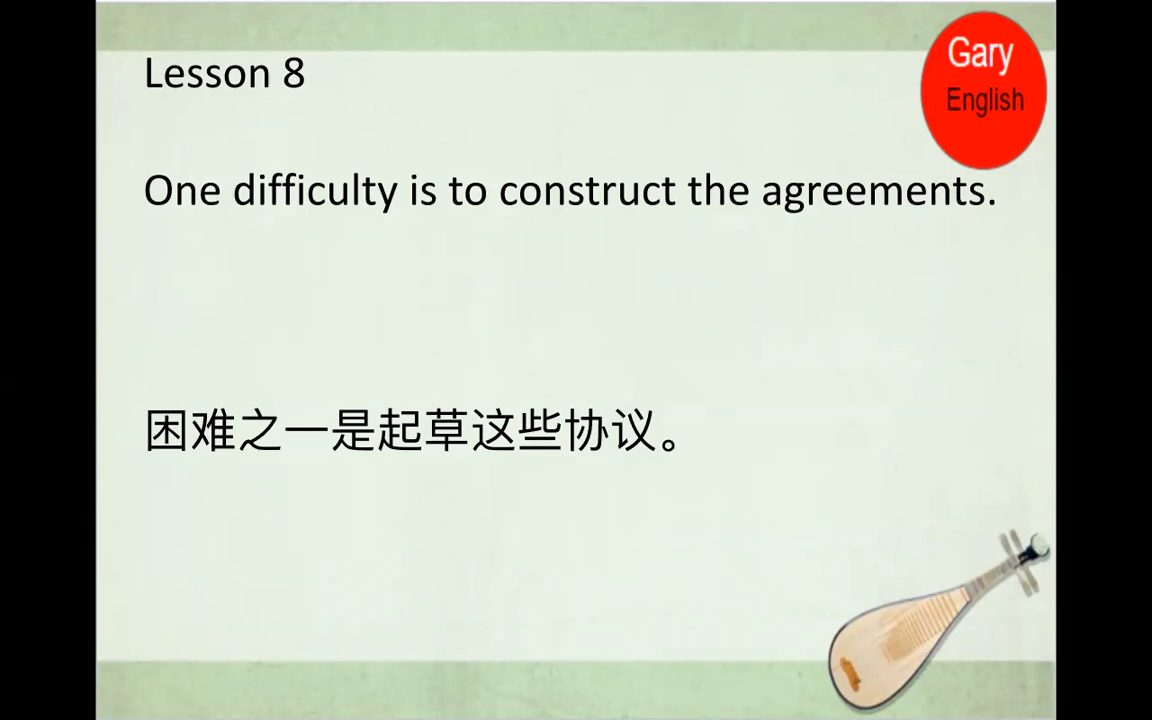 Lesson 8
Gary
English
One difficulty is to construct the agreements.
困难之一是起草这些协议。